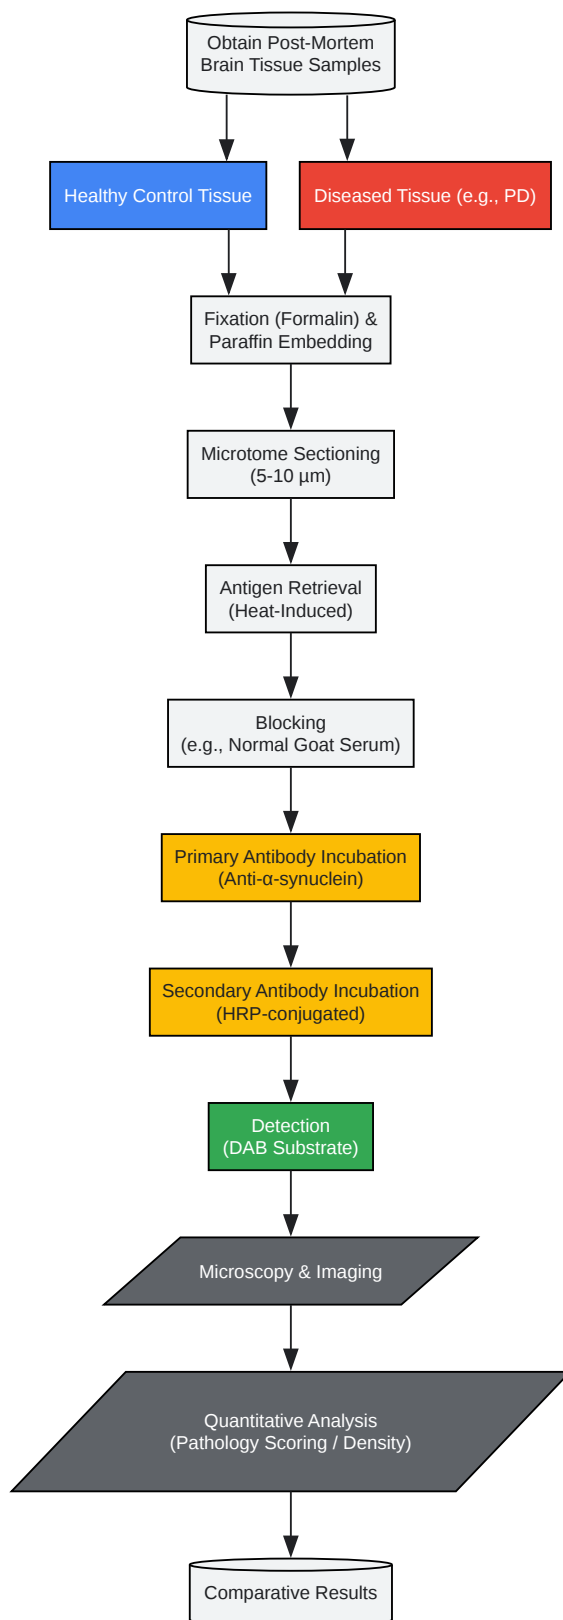 Obtain Post-Mortem
Brain Tissue Samples
Healthy Control Tissue
Diseased Tissue (e.g., PD)
Fixation (Formalin) &
Paraffin Embedding
Microtome Sectioning
(5-10 µm)
Antigen Retrieval
(Heat-Induced)
Blocking
(e.g., Normal Goat Serum)
Primary Antibody Incubation
(Anti-α-synuclein)
Secondary Antibody Incubation
(HRP-conjugated)
Detection
(DAB Substrate)
Microscopy & Imaging
Quantitative Analysis
(Pathology Scoring / Density)
Comparative Results